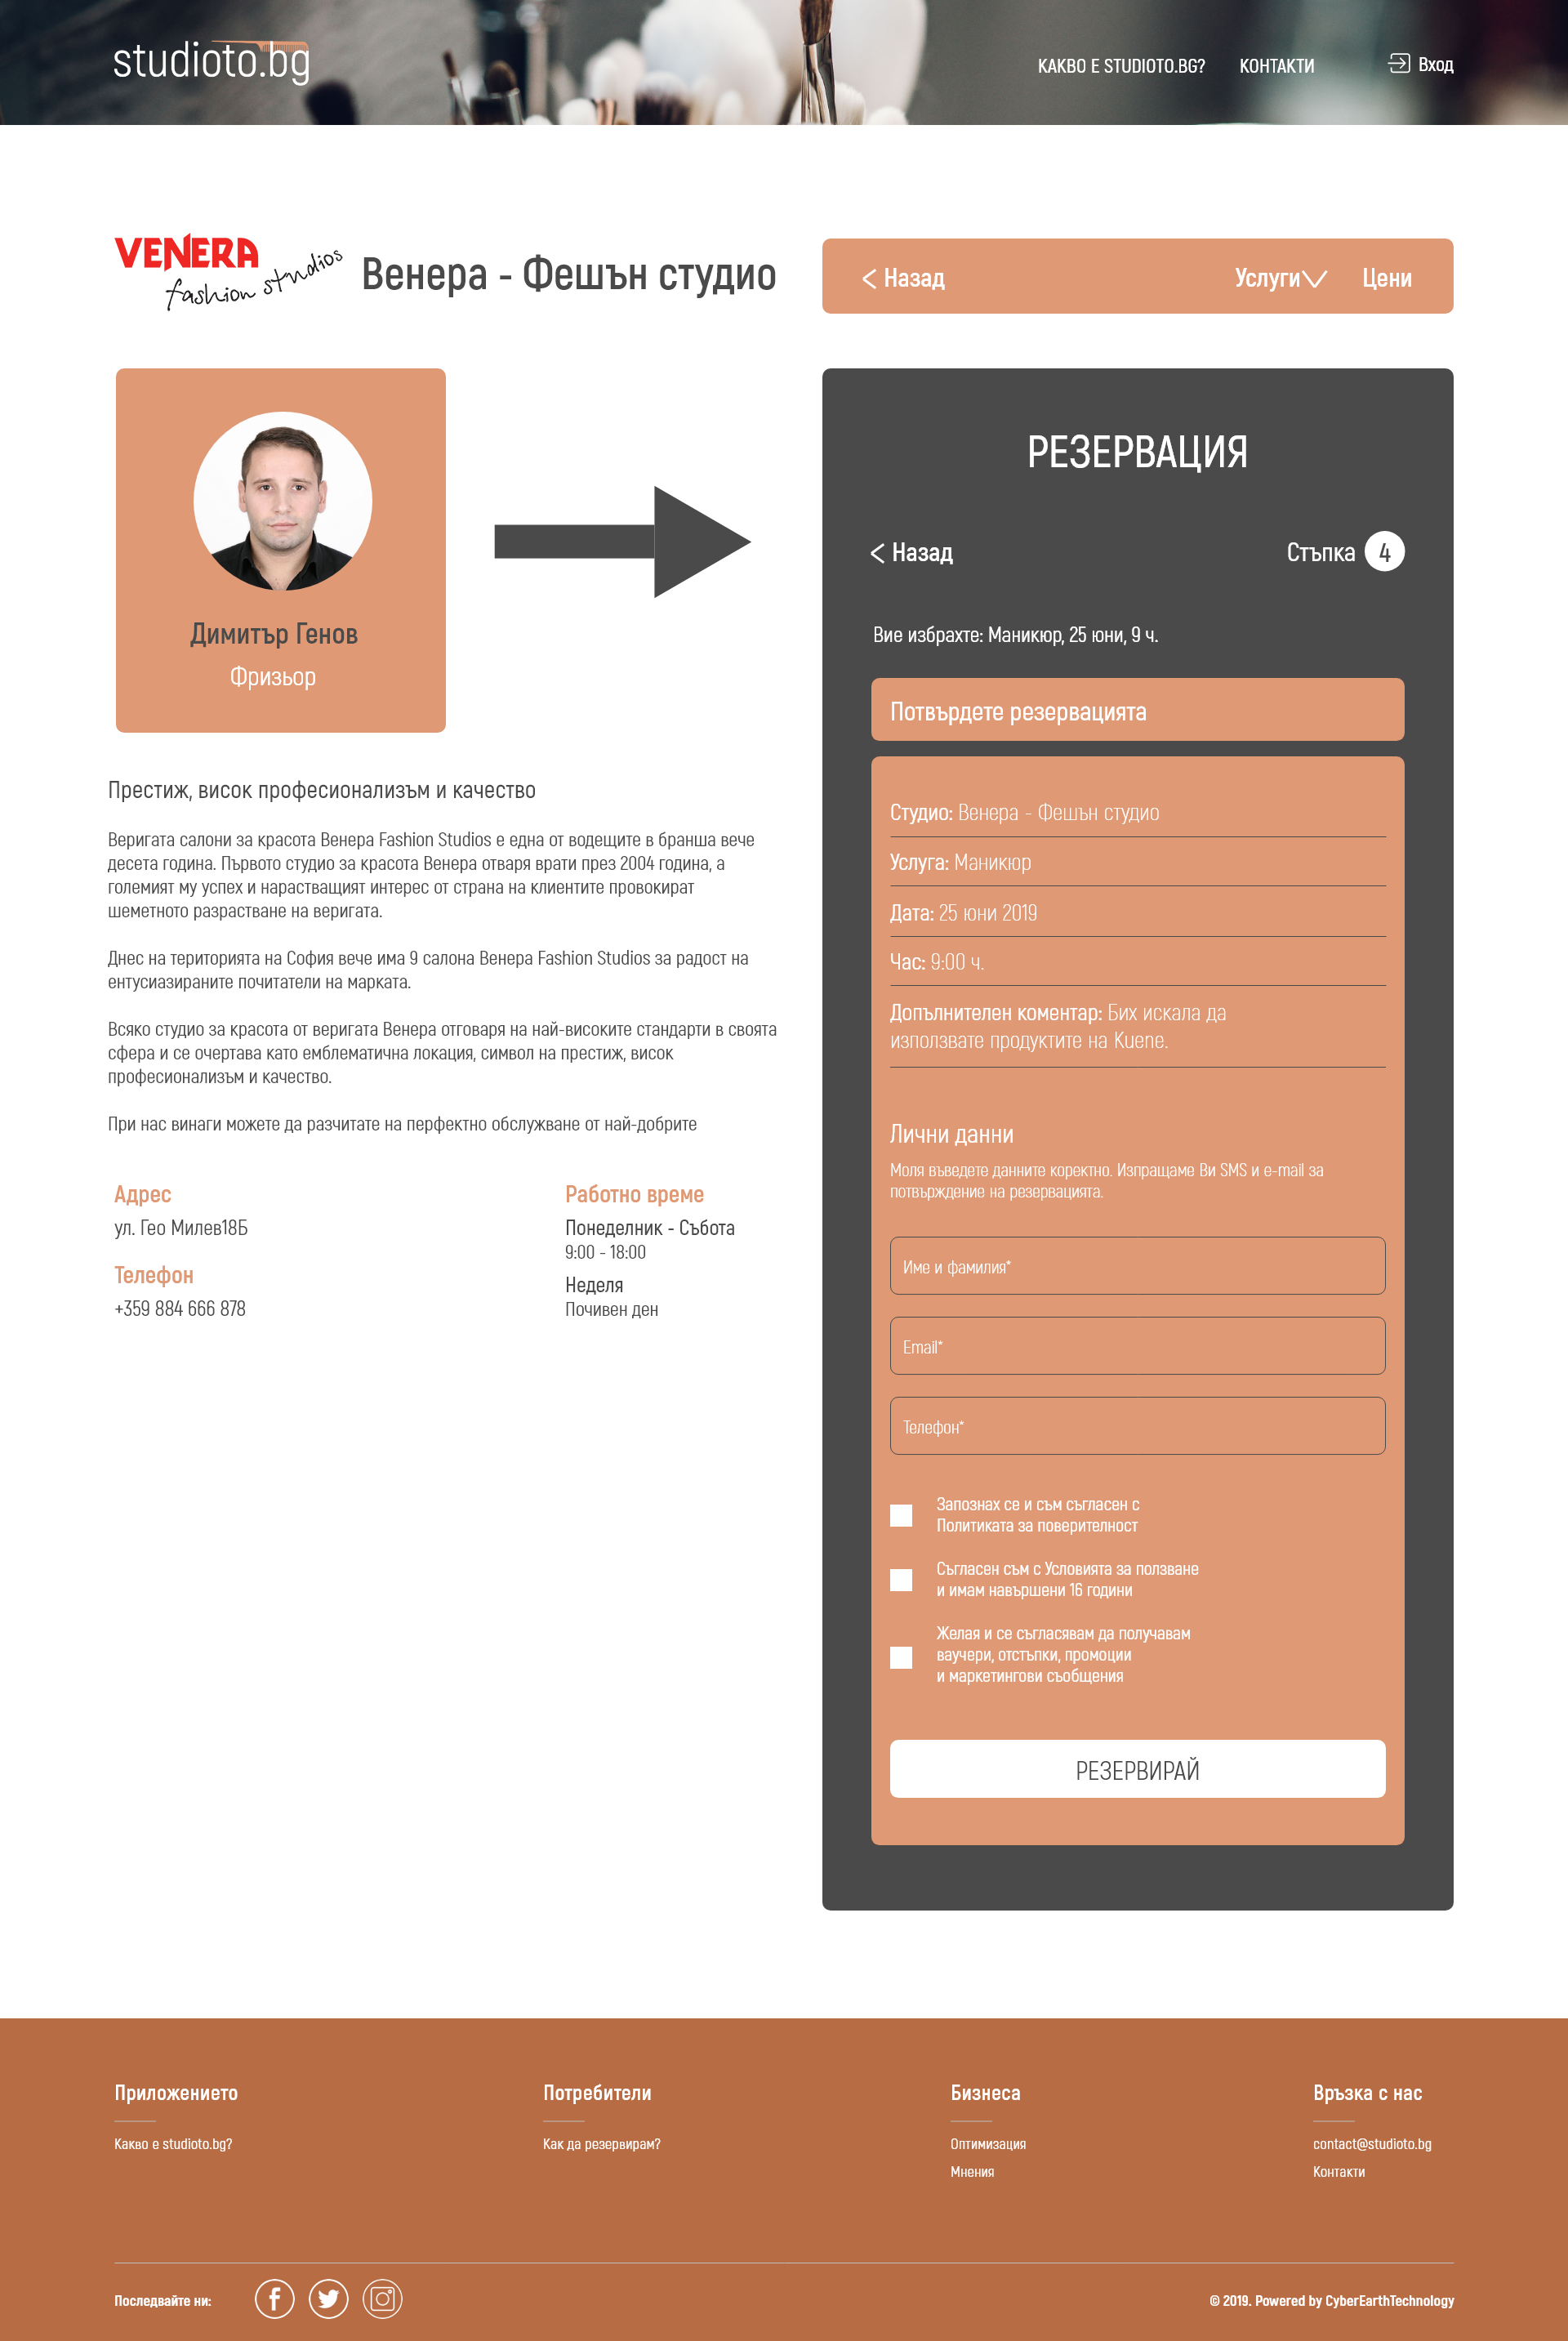 studioto.bg
КАКВО Е STUDIOTO.BG?
КОНТАКТИ
Вход
VENERA
fashion studios
Венера - Фешън студио
Назад
Услуги
Цени
Димитър Генов
Фризьор
Престиж, висок професионализъм и качество
Веригата салони за красота Венера Fashion Studios е една от водещите в бранша вече
десета година. Първото студио за красота Венера отваря врати през 2004 година, а
големият му успех и нарастващият интерес от страна на клиентите провокират
шеметното разрастване на веригата.
Днес на територията на София вече има 9 салона Венера Fashion Studios за радост на
ентусиазираните почитатели на марката.
Всяко студио за красота от веригата Венера отговаря на най-високите стандарти в своята
сфера и се очертава като емблематична локация, символ на престиж, висок
професионализъм и качество.
При нас винаги можете да разчитате на перфектно обслужване от най-добрите
Адрес
ул. Гео Милев18Б
Телефон
+359 884 666 878
Работно време
Понеделник - Събота
9:00 - 18:00
Неделя
Почивен ден
РЕЗЕРВАЦИЯ
Назад
Стъпка 4
Вие избрахте: Маникюр, 25 юни, 9 ч.
Потвърдете резервацията
Студио: Венера - Фешън студио
Услуга: Маникюр
Дата: 25 юни 2019
Час: 9:00 ч.
Допълнителен коментар: Бих искала да
използвате продуктите на Kuene.
Лични данни
Моля въведете данните коректно. Изпращаме Ви SMS и e-mail за
потвърждение на резервацията.
Име и фамилия*
Email*
Телефон*
Запознах се и съм съгласен с
Политиката за поверителност
Съгласен съм с Условията за ползване
и имам навършени 16 години
Желая и се съгласявам да получавам
ваучери, отстъпки, промоции
и маркетингови съобщения
РЕЗЕРВИРАЙ
Приложението
Какво е studioto.bg?
Потребители
Как да резервирам?
Бизнеса
Оптимизация
Мнения
Връзка с нас
contact@studioto.bg
Контакти
Последвайте ни:
© 2019. Powered by CyberEarthTechnology